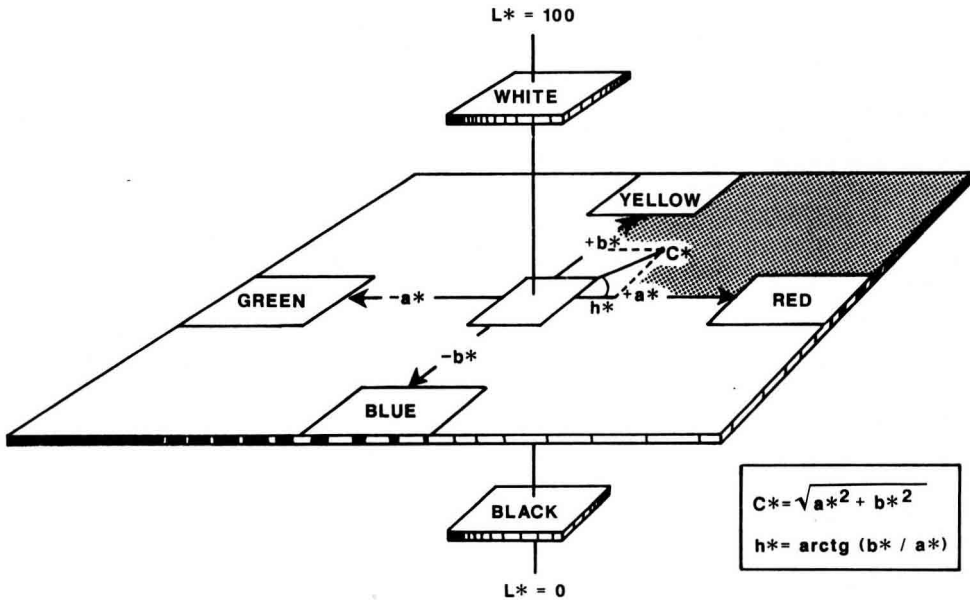 L* = 100
WHITE
YELLOW
+b*
C*
GREEN
-a*
h*
+a*
RED
-b*
BLUE
BLACK
C*= √a*² + b*²
h*= arctg (b* / a*)
L* = 0